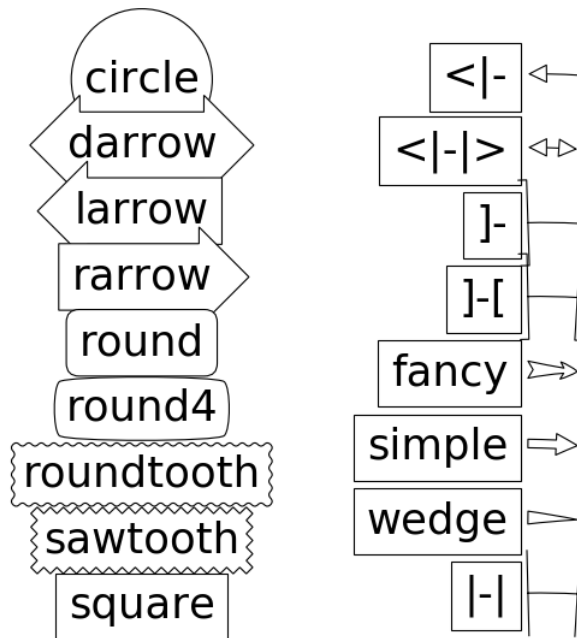 circle
darrow
larrow
rarrow
round
round4
roundtooth
sawtooth
square
<|-
<|-|>
]-
]-[
fancy
simple
wedge
|-|